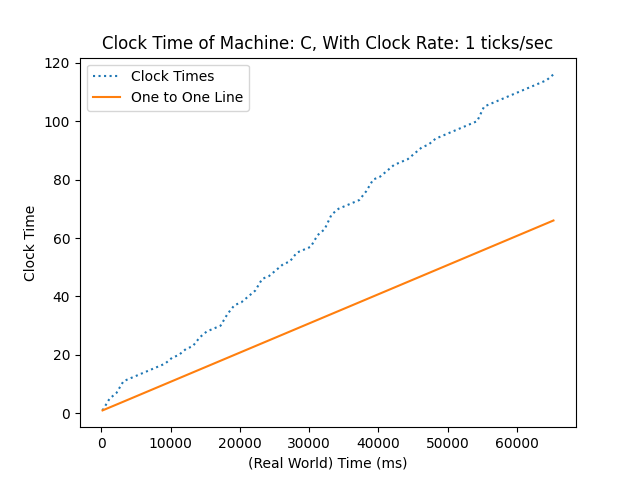 Clock Time of Machine: C, With Clock Rate: 1 ticks/sec
Clock Times
One to One Line
120
100
80
60
40
20
0
Clock Time
0 10000 20000 30000 40000 50000 60000
(Real World) Time (ms)